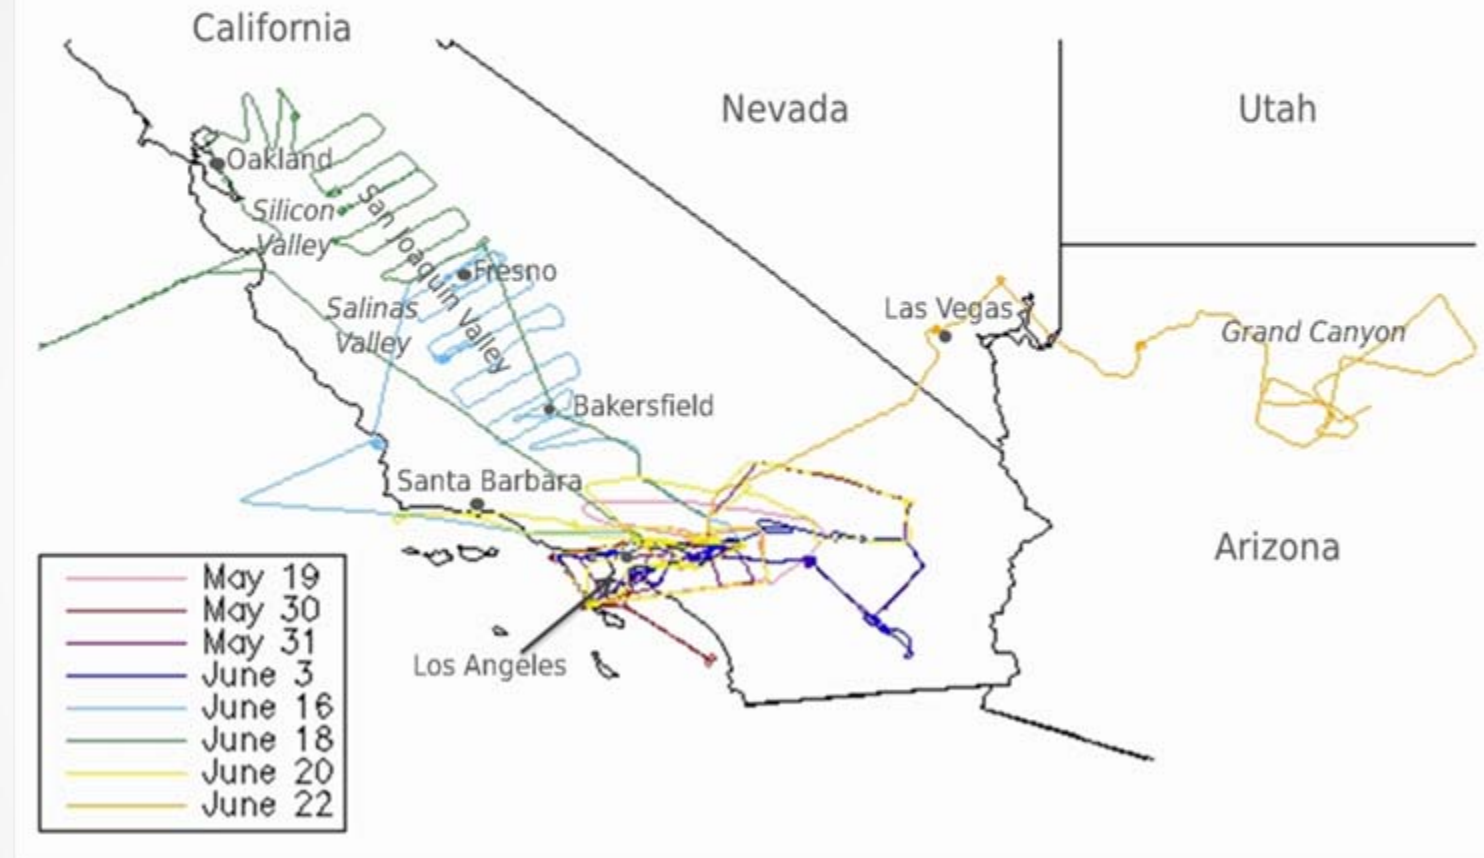 California
Nevada
Utah
Oakland
Silicon
Valley
San Joaquin Valley
Fresno
Salinas
Valley
Las Vegas
Grand Canyon
Bakersfield
Santa Barbara
Arizona
Los Angeles
May 19
May 30
May 31
June 3
June 16
June 18
June 20
June 22